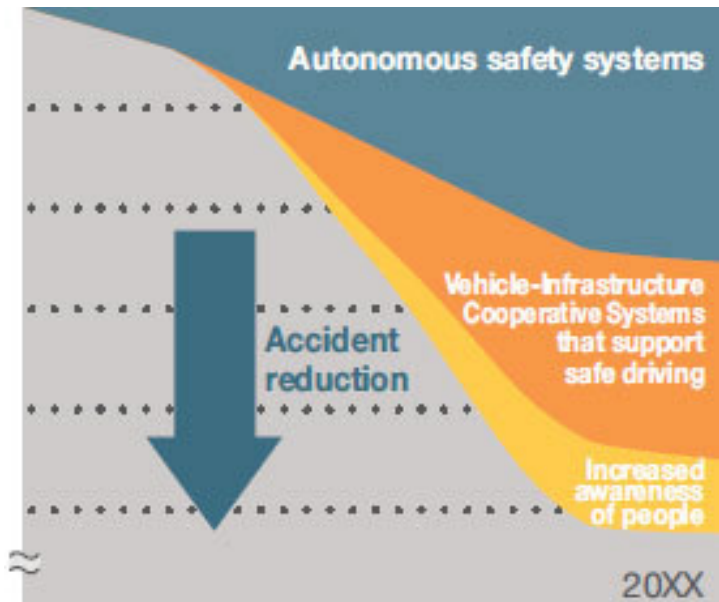 Autonomous safety systems
Vehicle-Infrastructure
Cooperative Systems
that support
safe driving
Accident
reduction
Increased
awareness
of people
20XX